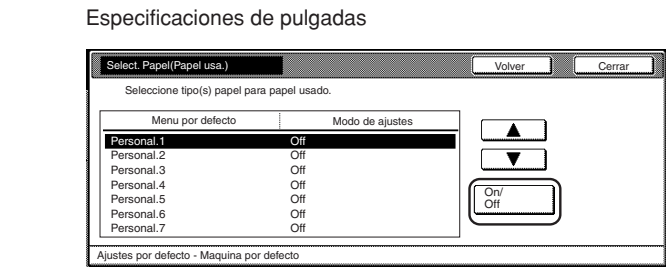 Especificaciones de pulgadas
Select. Papel(Papel usa.)
Volver
Cerrar
Seleccione tipo(s) papel para papel usado.
Menu por defecto
Modo de ajustes
Personal.1 Off
Personal.2 Off
Personal.3 Off
Personal.4 Off
Personal.5 Off
Personal.6 Off
Personal.7 Off
On/
Off
Ajustes por defecto - Maquina por defecto